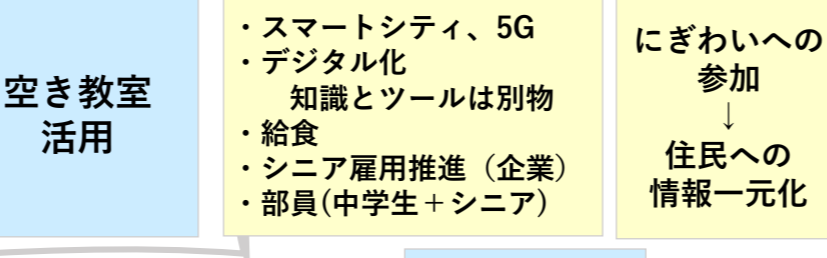 空き教室
活用
・スマートシティ、5G
・デジタル化
知識とツールは別物
・給食
・シニア雇用推進（企業）
・部員(中学生＋シニア)
にぎわいへの
参加
↓
住民への
情報一元化